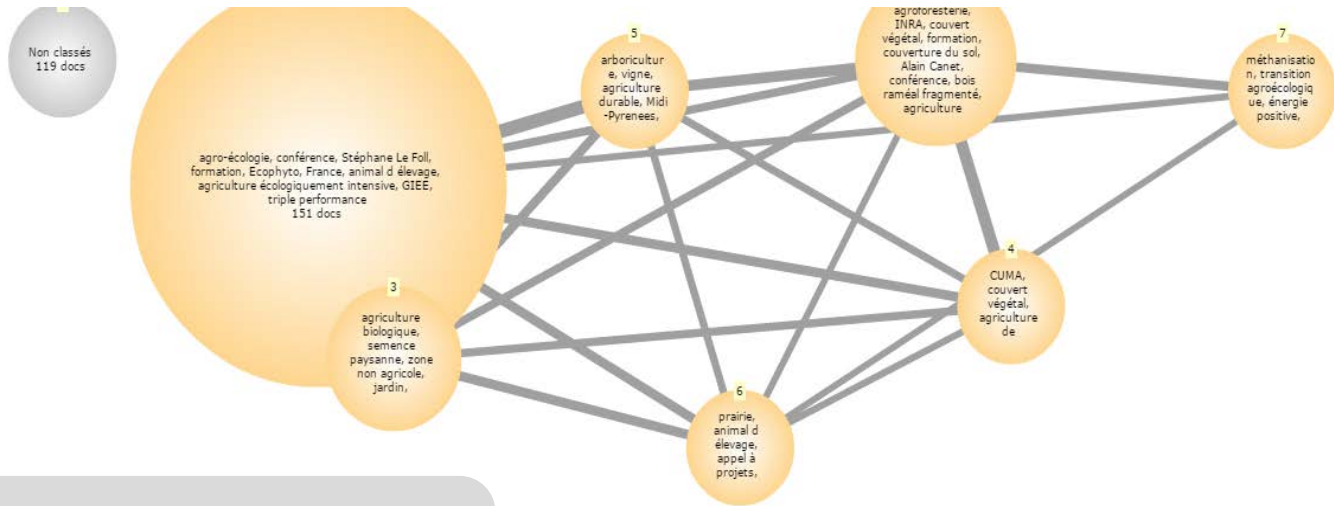 Non classés
119 docs
agro-écologie, conférence, Stéphane Le Foll,
formation, Ecophyto, France, animal d élevage,
agriculture écologiquement intensive, GIEE,
triple performance
151 docs
5
arboricultur
e, vigne,
agriculture
durable, Midi
-Pyrenees,
agroforesterie,
INRA, couvert
végétal, formation,
couverture du sol,
Alain Canet,
conférence, bois
raméal fragmenté,
agriculture
7
méthanisatio
n, transition
agroécologiq
ue, énergie
positive,
3
agriculture
biologique,
semence
paysanne, zone
non agricole,
jardin,
4
CUMA,
couvert
végétal,
agriculture
de
6
prairie,
animal d
élevage,
appel à
projets,